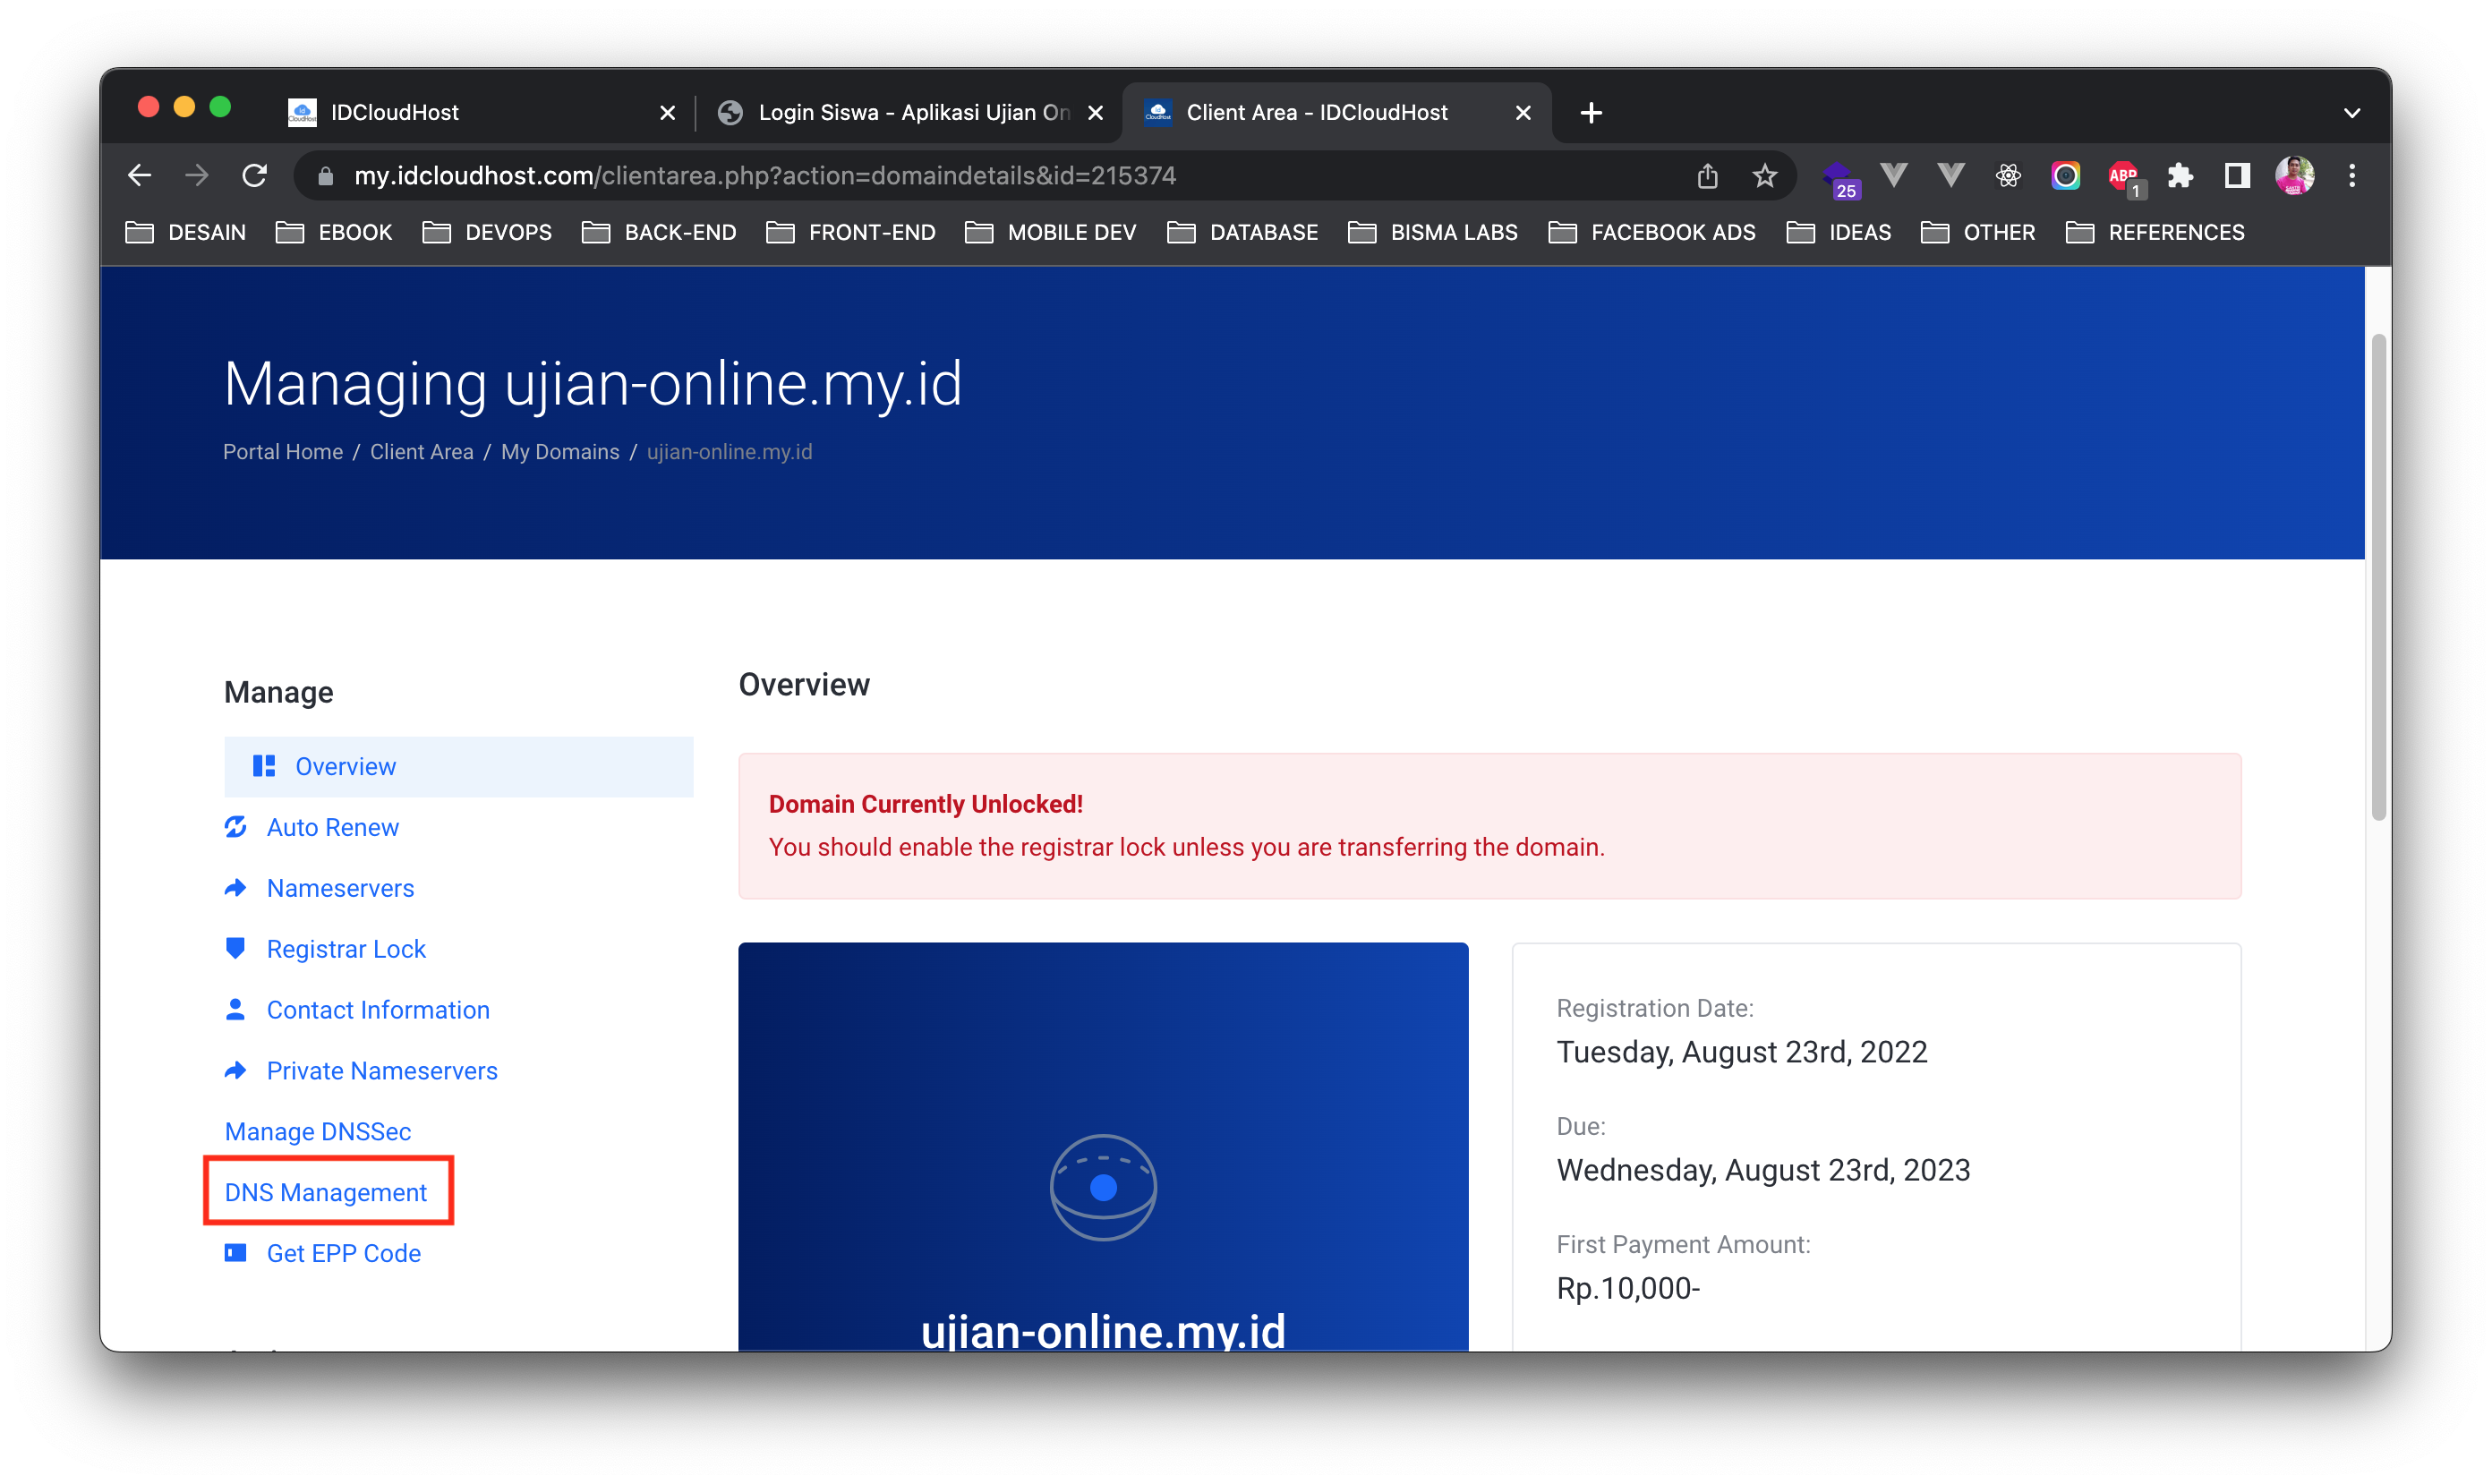 IDCloudHost
Login Siswa - Aplikasi Ujian On
Client Area - IDCloudHost
my.idcloudhost.com/clientarea.php?action=domaindetails&id=215374
25
ABP
1
DESAIN
EBOOK
DEVOPS
BACK-END
FRONT-END
MOBILE DEV
DATABASE
BISMA LABS
FACEBOOK ADS
IDEAS
OTHER
REFERENCES
Managing ujian-online.my.id
Portal Home / Client Area / My Domains / ujian-online.my.id
Manage
Overview
Auto Renew
Nameservers
Registrar Lock
Contact Information
Private Nameservers
Manage DNSSec
DNS Management
Get EPP Code
Overview
Domain Currently Unlocked!
You should enable the registrar lock unless you are transferring the domain.
ujian-online.my.id
Registration Date:
Tuesday, August 23rd, 2022
Due:
Wednesday, August 23rd, 2023
First Payment Amount:
Rp.10,000-